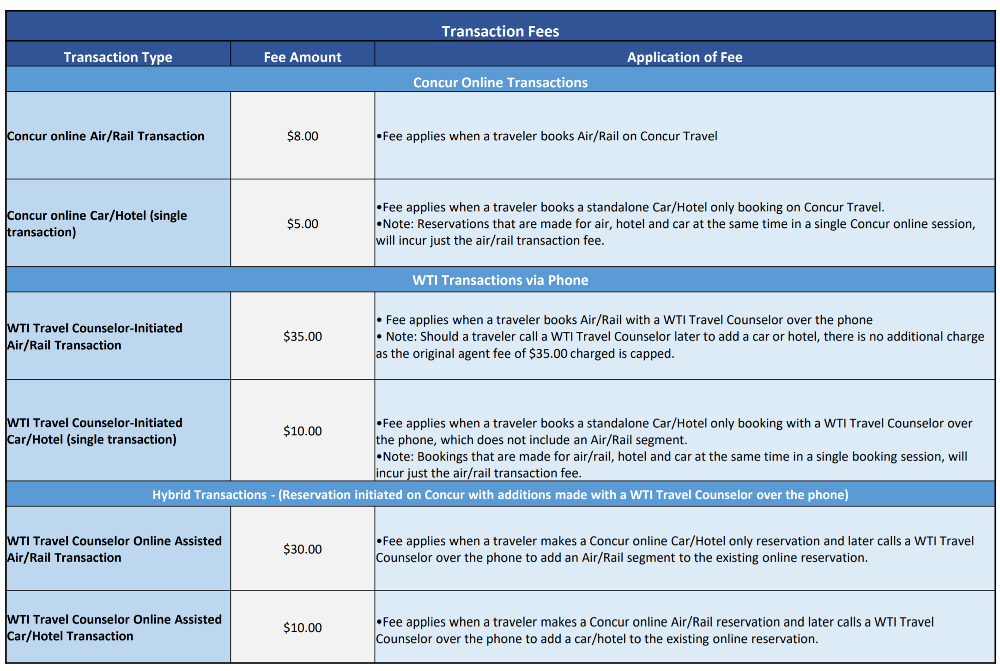 Transaction Fees
Transaction Type
Fee Amount
Application of Fee
Concur Online Transactions
Concur online Air/Rail Transaction
$8.00
•Fee applies when a traveler books Air/Rail on Concur Travel
Concur online Car/Hotel (single
transaction)
$5.00
•Fee applies when a traveler books a standalone Car/Hotel only booking on Concur Travel.
•Note: Reservations that are made for air, hotel and car at the same time in a single Concur online session,
will incur just the air/rail transaction fee.
WTI Transactions via Phone
WTI Travel Counselor-Initiated
Air/Rail Transaction
$35.00
• Fee applies when a traveler books Air/Rail with a WTI Travel Counselor over the phone
• Note: Should a traveler call a WTI Travel Counselor later to add a car or hotel, there is no additional charge
as the original agent fee of $35.00 charged is capped.
WTI Travel Counselor-Initiated
Car/Hotel (single transaction)
$10.00
•Fee applies when a traveler books a standalone Car/Hotel only booking with a WTI Travel Counselor over
the phone, which does not include an Air/Rail segment.
•Note: Bookings that are made for air/rail, hotel and car at the same time in a single booking session, will
incur just the air/rail transaction fee.
Hybrid Transactions - (Reservation initiated on Concur with additions made with a WTI Travel Counselor over the phone)
WTI Travel Counselor Online Assisted
Air/Rail Transaction
$30.00
•Fee applies when a traveler makes a Concur online Car/Hotel only reservation and later calls a WTI Travel
Counselor over the phone to add an Air/Rail segment to the existing online reservation.
WTI Travel Counselor Online Assisted
Car/Hotel Transaction
$10.00
•Fee applies when a traveler makes a Concur online Air/Rail reservation and later calls a WTI Travel
Counselor over the phone to add a car/hotel to the existing online reservation.